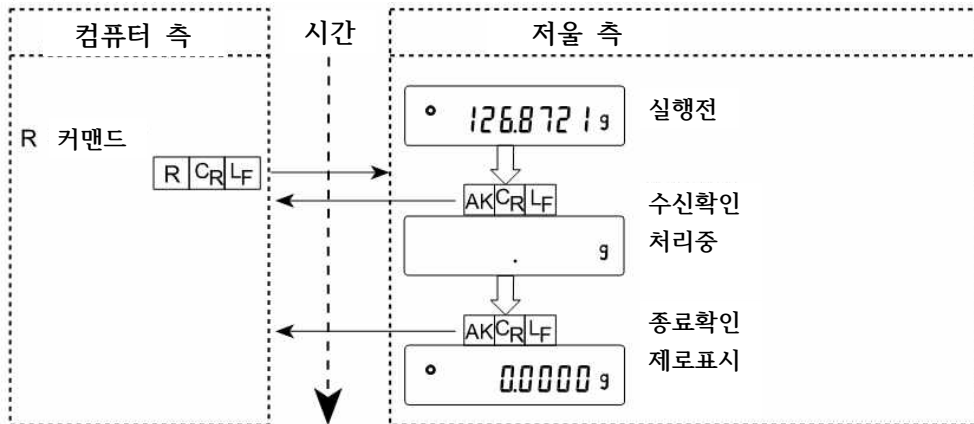 컴퓨터 측
시간
저울 측
126.8721 g
실행전
R 커맨드
R CR LF
AK CR LF
수신확인
. g
처리중
AK CR LF
종료확인
0.0000 g
제로표시